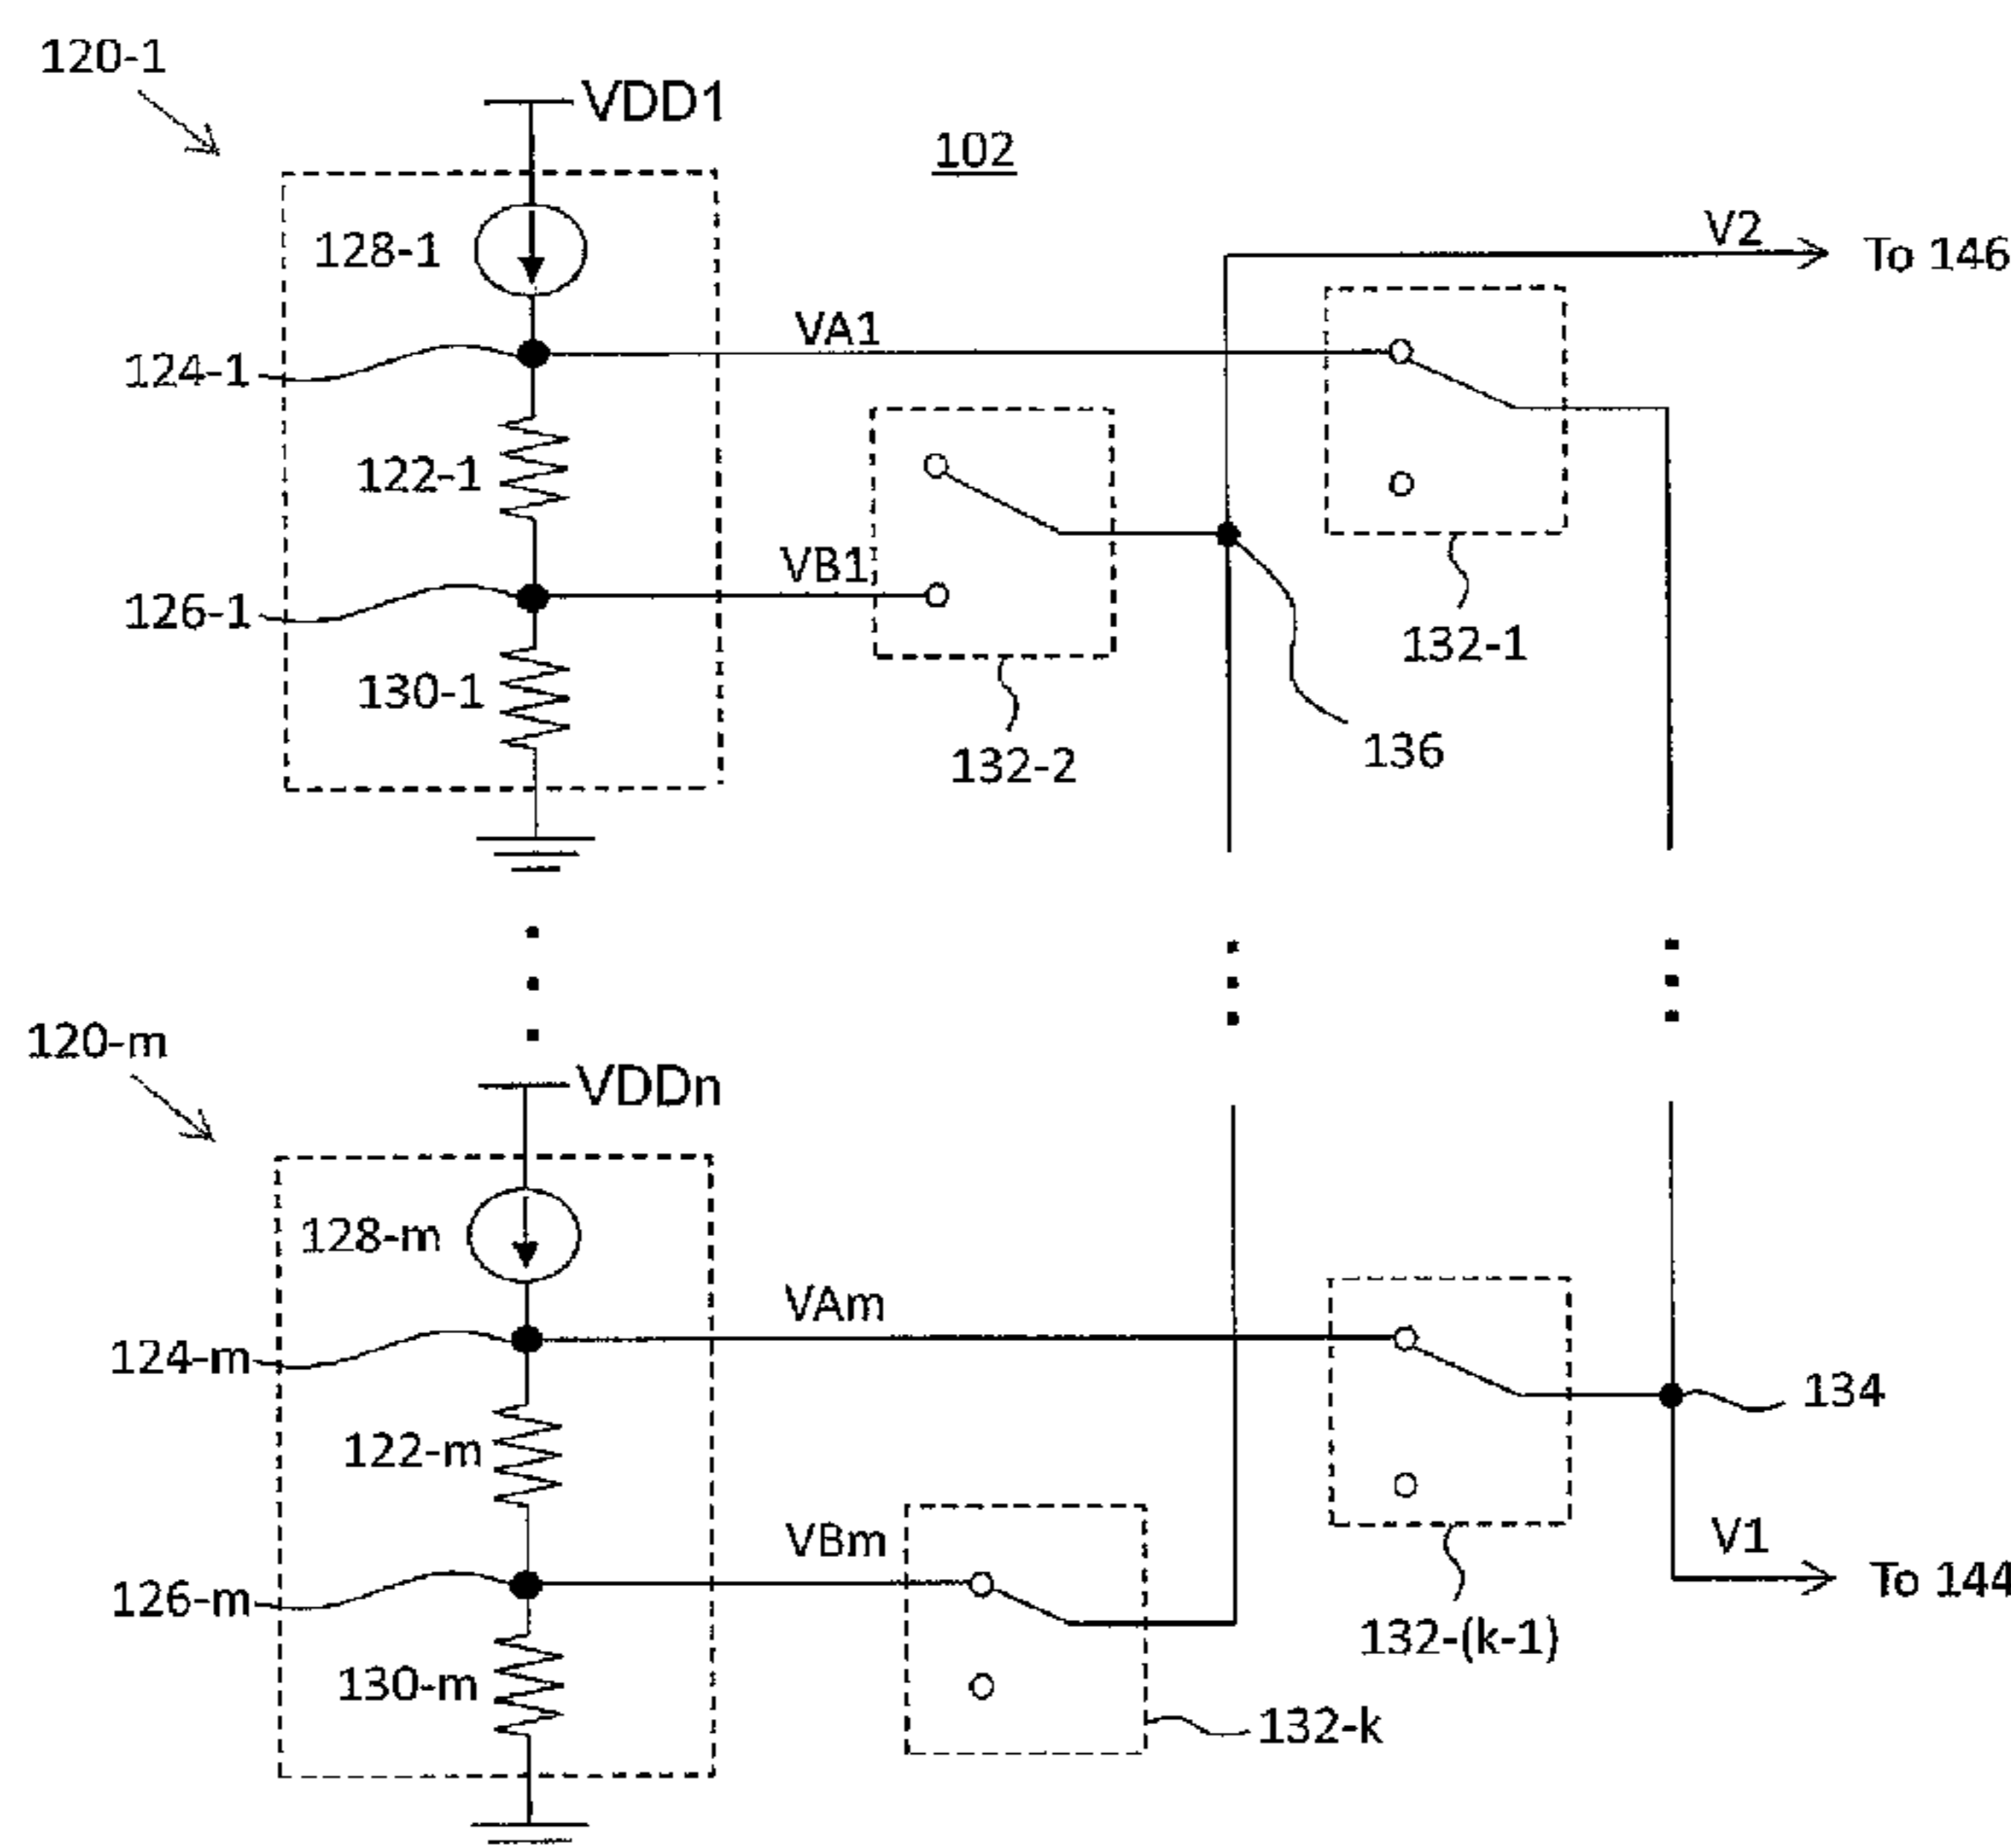 120-1
VDD1
102
128-1
V2
To 146
VA1
124-1
122-1
VB1
126-1
132-1
130-1
132-2
136
120-m
VDDn
128-m
VAm
124-m
134
122-m
V1
VBm
To 144
126-m
132-(k-1)
130-m
132-k